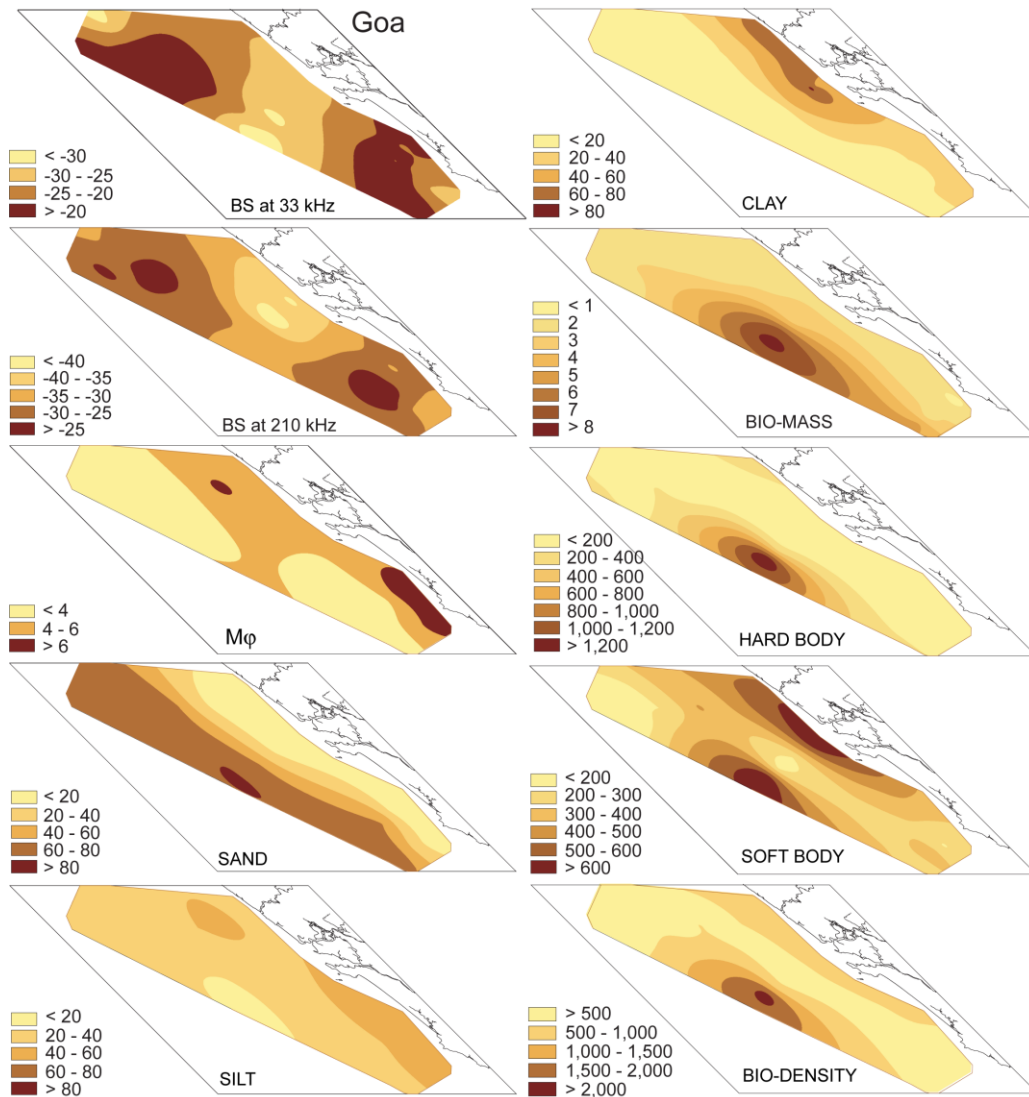 Goa
< -30
-30 - -25
-25 - -20
> -20
BS at 33 kHz
< 20
20 - 40
40 - 60
60 - 80
> 80
CLAY
< -40
-40 - -35
-35 - -30
-30 - -25
> -25
BS at 210 kHz
< 1
2
3
4
5
6
7
> 8
BIO-MASS
< 4
4 - 6
> 6
Mφ
< 200
200 - 400
400 - 600
600 - 800
800 - 1,000
1,000 - 1,200
> 1,200
HARD BODY
< 20
20 - 40
40 - 60
60 - 80
> 80
SAND
< 200
200 - 300
300 - 400
400 - 500
500 - 600
> 600
SOFT BODY
< 20
20 - 40
40 - 60
60 - 80
> 80
SILT
> 500
500 - 1,000
1,000 - 1,500
1,500 - 2,000
> 2,000
BIO-DENSITY